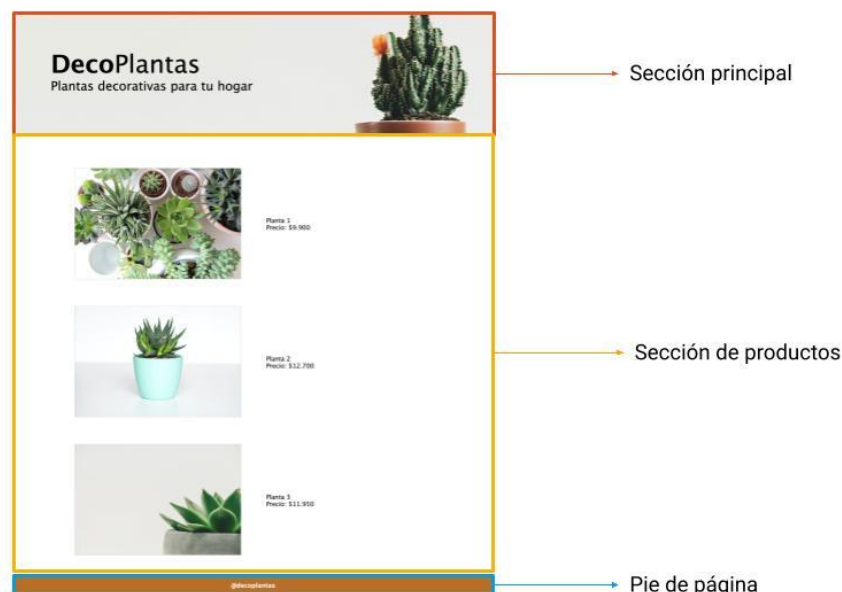 DecoPlantas
Plantas decorativas para tu hogar
Sección principal
Planta 1
Precio: $9.900
Planta 2
Precio: $12.700
Sección de productos
Planta 3
Precio: $11.950
@decoplantas
Pie de página